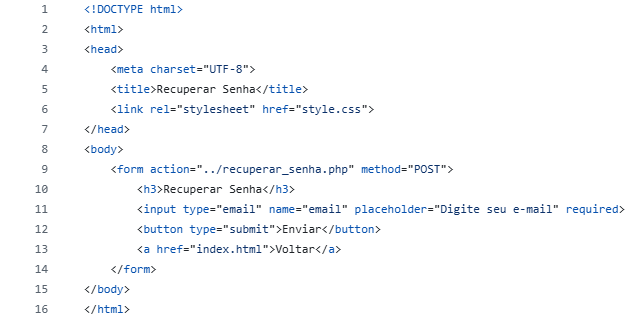 1 <!DOCTYPE html>
2 <html>
3 <head>
4     <meta charset="UTF-8">
5     <title>Recuperar Senha</title>
6     <link rel="stylesheet" href="style.css">
7 </head>
8 <body>
9     <form action="../recuperar_senha.php" method="POST">
10         <h3>Recuperar Senha</h3>
11         <input type="email" name="email" placeholder="Digite seu e-mail" required>
12         <button type="submit">Enviar</button>
13         <a href="index.html">Voltar</a>
14     </form>
15 </body>
16 </html>